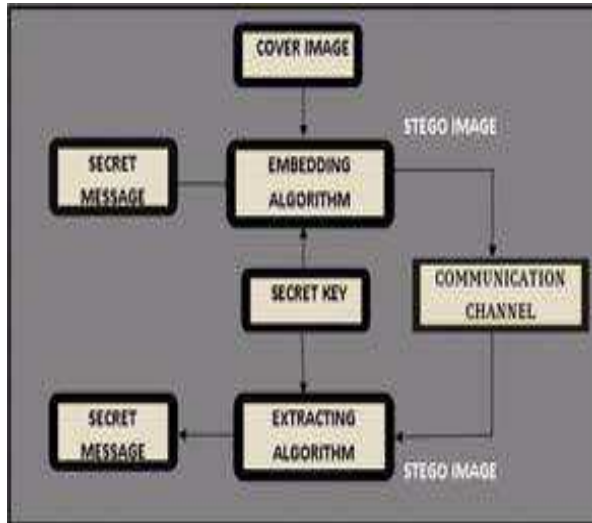 COVER IMAGE
STEGO IMAGE
SECRET
MESSAGE
EMBEDDING
ALGORITHM
SECRET KEY
COMMUNICATION
CHANNEL
SECRET
MESSAGE
EXTRACTING
ALGORITHM
STEGO IMAGE